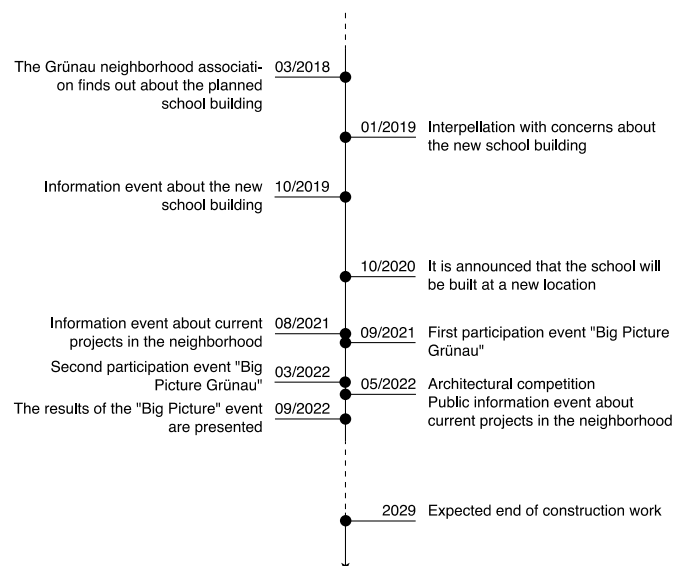 The Grünau neighborhood associati-
on finds out about the planned
school building
03/2018
01/2019
Interpellation with concerns about
the new school building
Information event about the new
school building
10/2019
10/2020
It is announced that the school will
be built at a new location
Information event about current
projects in the neighborhood
08/2021
09/2021
First participation event "Big Picture
Grünau"
Second participation event "Big
Picture Grünau"
03/2022
05/2022
Architectural competition
Public information event about
current projects in the neighborhood
The results of the "Big Picture" event
are presented
09/2022
2029
Expected end of construction work